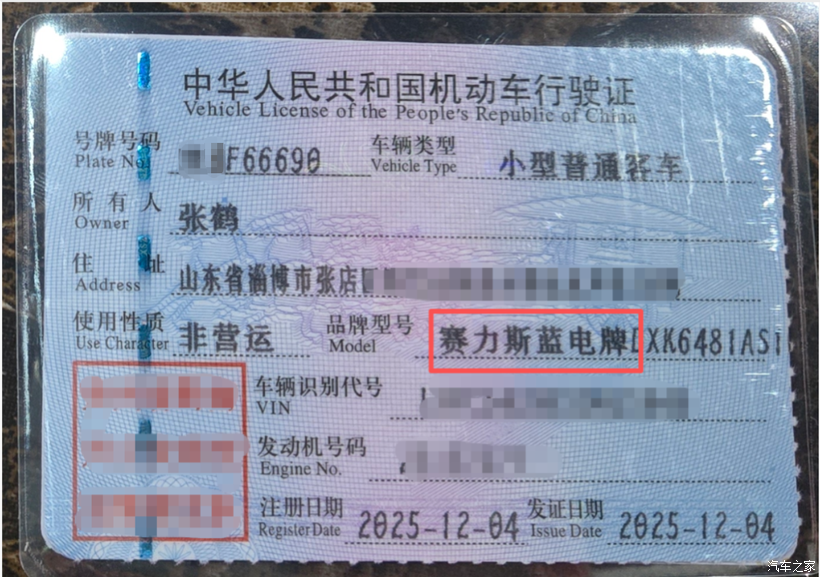 中华人民共和国机动车行驶证
Vehicle License of the People's Republic of China
号牌号码 F66690 车辆类型 小型普通客车
Plate No. Vehicle Type
所有人 张鹤
Owner
住址 山东省淄博市张店区
Address
使用性质 非营运 品牌型号 赛力斯蓝电牌DXK6481AS1
Use Character Model
车辆识别代号
VIN
发动机号码
Engine No.
注册日期 2025-12-04 发证日期 2025-12-04
Register Date Issue Date
汽车之家